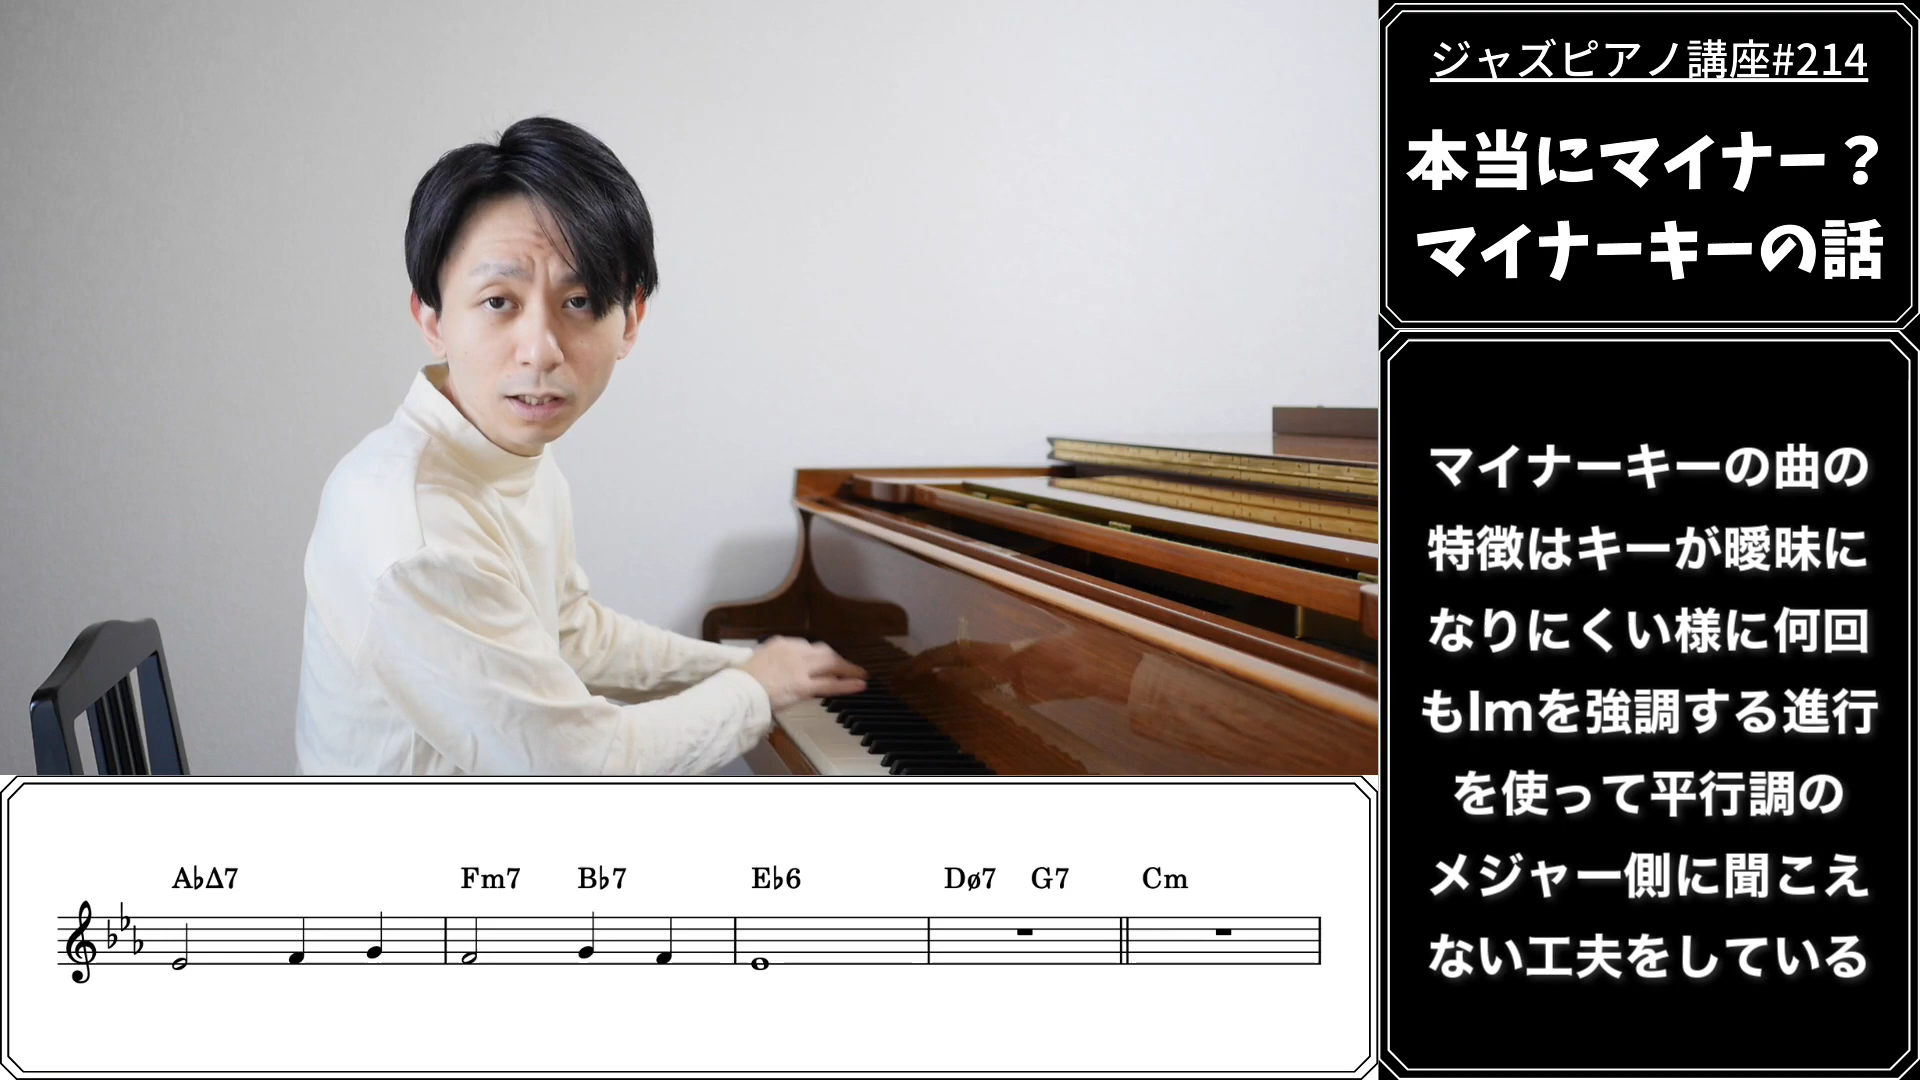 ジャズピアノ講座#214
本当にマイナー？
マイナーキーの話
マイナーキーの曲の
特徴はキーが曖昧に
なりにくい様に何回
もImを強調する進行
を使って平行調の
メジャー側に聞こえ
ない工夫をしている
A♭Δ7 Fm7 B♭7 E♭6 Dø7 G7 Cm